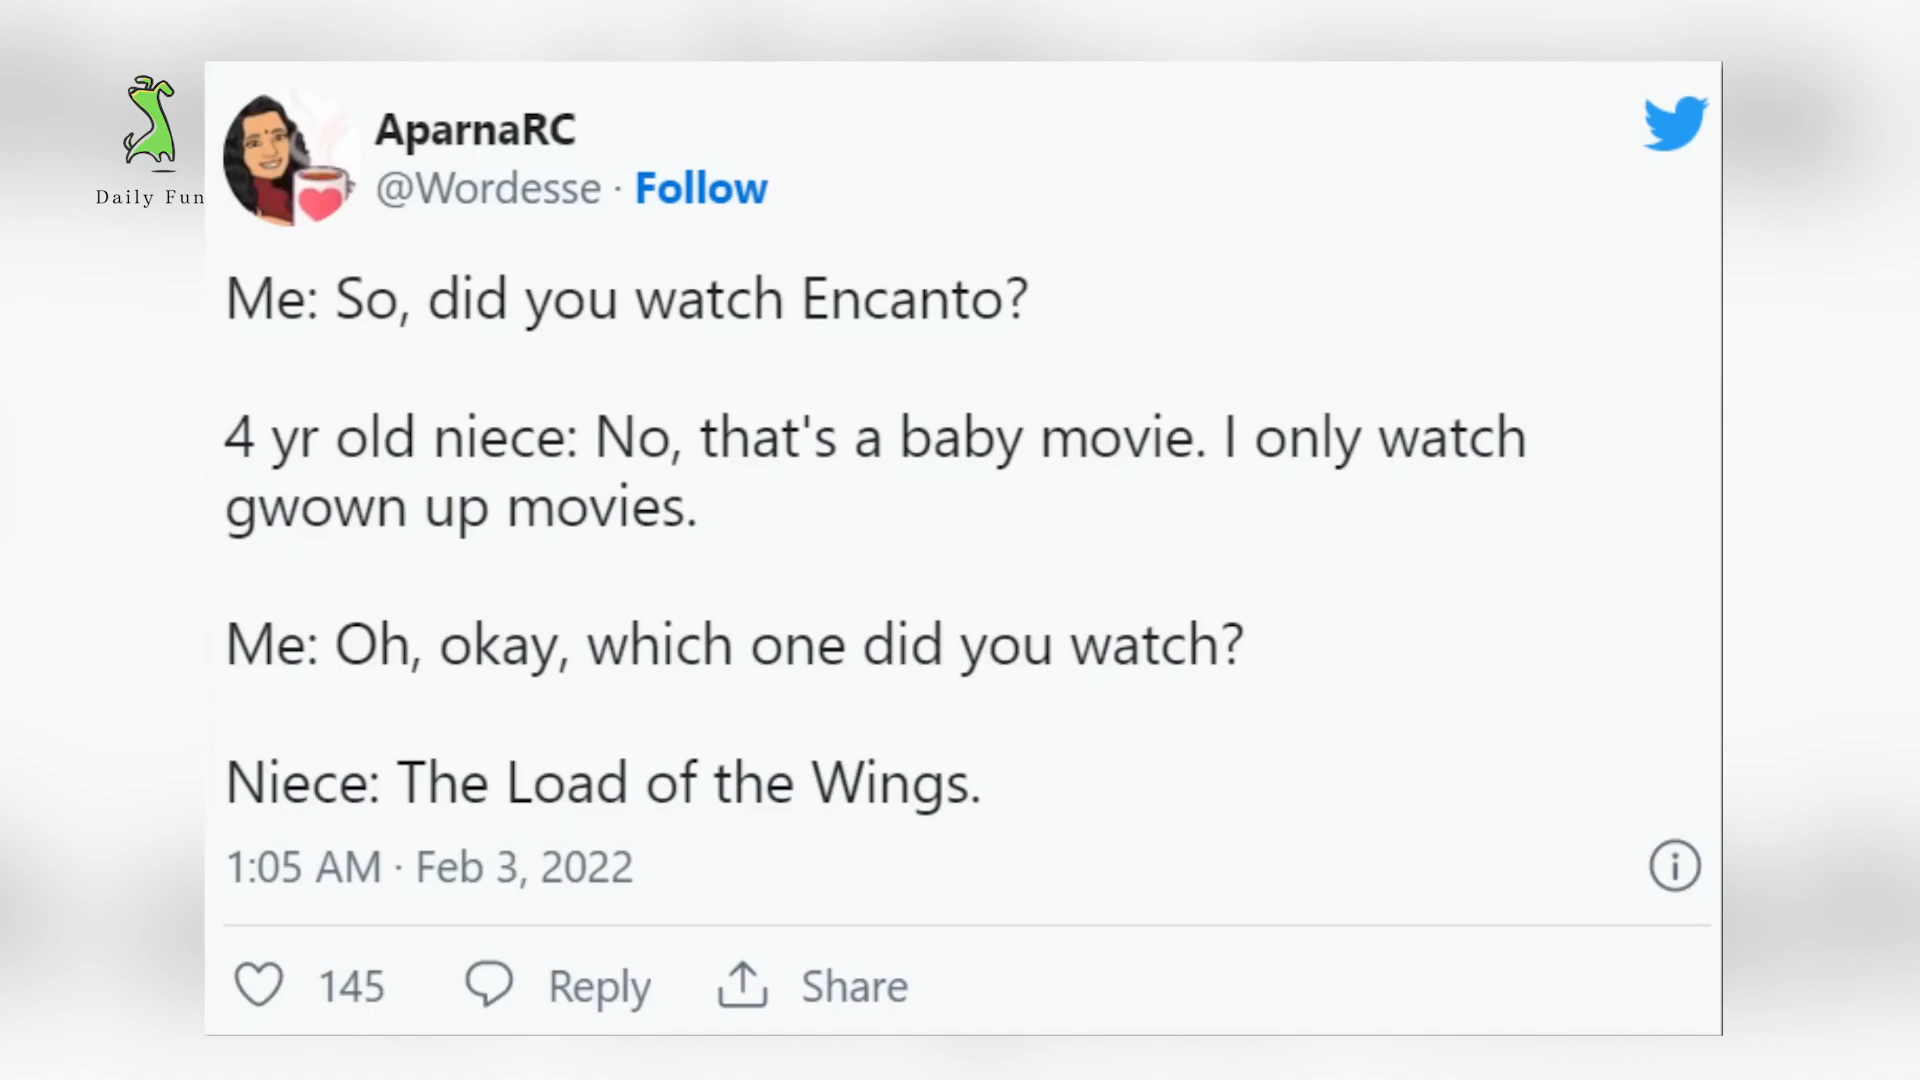 Daily Fun
AparnaRC
@Wordesse · Follow
Me: So, did you watch Encanto?
4 yr old niece: No, that's a baby movie. I only watch
gwown up movies.
Me: Oh, okay, which one did you watch?
Niece: The Load of the Wings.
1:05 AM · Feb 3, 2022
145 Reply Share